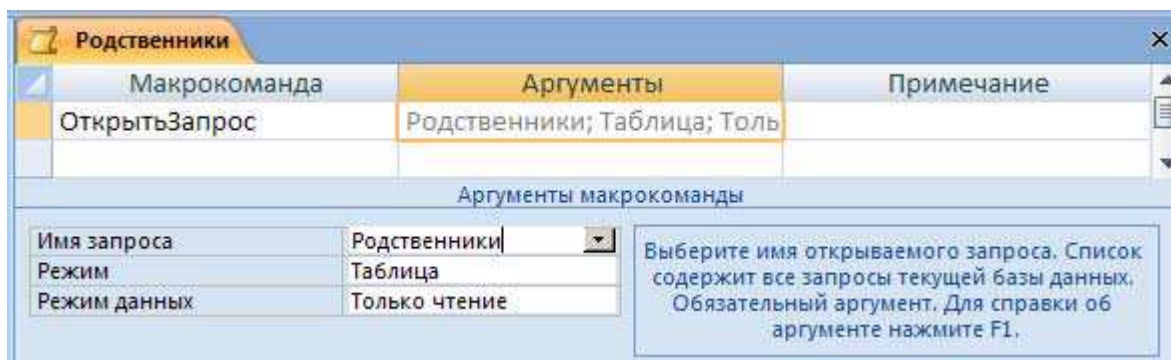 Родственники
Макрокоманда Аргументы Примечание
ОткрытьЗапрос Родственники; Таблица; Толь
Аргументы макрокоманды
Имя запроса Родственники
Режим Таблица
Режим данных Только чтение
Выберите имя открываемого запроса. Список
содержит все запросы текущей базы данных.
Обязательный аргумент. Для справки об
аргументе нажмите F1.